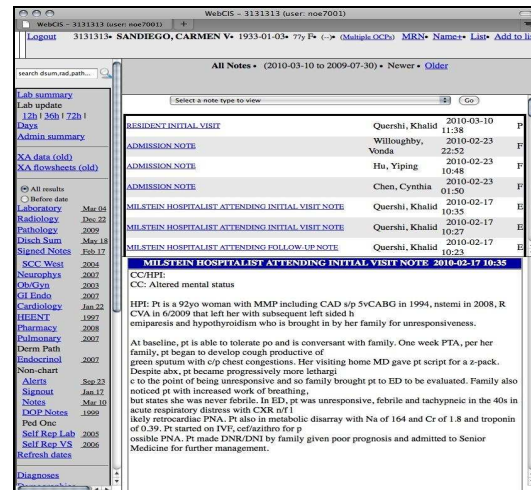 WebCIS – 3131313 (user: noe7001)
WebCIS – 3131313 (user: noe7001) +
Logout 3131313• SANDIEGO, CARMEN V• 1933-01-03• 77y F• (--)• (Multiple OCPs) MRN• Name+• List• Add to li
search dsum,rad,path...
All Notes • (2010-03-10 to 2009-07-30) • Newer • Older
Select a note type to view Go
Lab summary
Lab update
12h | 36h | 72h |
Days
Admin summary
XA data (old)
XA flowsheets (old)
All results
Before date
Laboratory Mar 04
Radiology Dec 22
Pathology 2009
Disch Sum May 18
Signed Notes Feb 17
SCC West 2004
Neurophys 2007
Ob/Gyn 2003
GI Endo 2007
Cardiology Jan 22
HEENT 1997
Pharmacy 2008
Pulmonary 2007
Derm Path
Endocrinol 2007
Non-chart
Alerts Sep 23
Signout Jan 17
Notes Mar 10
DOP Notes 1999
Ped Onc
Self Rep Lab 2005
Self Rep VS 2006
Refresh dates
Diagnoses
RESIDENT INITIAL VISIT Quershi, Khalid 2010-03-10 11:38 P
ADMISSION NOTE Willoughby, Vonda 2010-02-23 22:52 F
ADMISSION NOTE Hu, Yiping 2010-02-23 10:48 F
ADMISSION NOTE Chen, Cynthia 2010-02-23 01:50 F
MILSTEIN HOSPITALIST ATTENDING INITIAL VISIT NOTE Quershi, Khalid 2010-02-17 10:35 E
MILSTEIN HOSPITALIST ATTENDING INITIAL VISIT NOTE Quershi, Khalid 2010-02-17 10:27 E
MILSTEIN HOSPITALIST ATTENDING FOLLOW-UP NOTE Quershi, Khalid 2010-02-17 10:23 E
MILSTEIN HOSPITALIST ATTENDING INITIAL VISIT NOTE 2010-02-17 10:35
CC/HPI:
CC: Altered mental status
HPI: Pt is a 92yo woman with MMP including CAD s/p 5vCABG in 1994, nstemi in 2008, R
CVA in 6/2009 that left her with subsequent left sided h
emiparesis and hypothyroidism who is brought in by her family for unresponsiveness.
At baseline, pt is able to tolerate po and is conversant with family. One week PTA, per her
family, pt began to develop cough productive of
green sputum with c/p chest congestions. Her visiting home MD gave pt script for a z-pack.
Despite abx, pt became progressively more lethargi
c to the point of being unresponsive and so family brought pt to ED to be evaluated. Family also
noticed pt with increased work of breathing,
but states she was never febrile. In ED, pt was unresponsive, febrile and tachypneic in the 40s in
acute respiratory distress with CXR n/f l
ikely retrocardiac PNA. Pt also in metabolic disarray with Na of 164 and Cr of 1.8 and troponin
of 0.39. Pt started on IVF, cef/azithro for p
ossible PNA. Pt made DNR/DNI by family given poor prognosis and admitted to Senior
Medicine for further management.